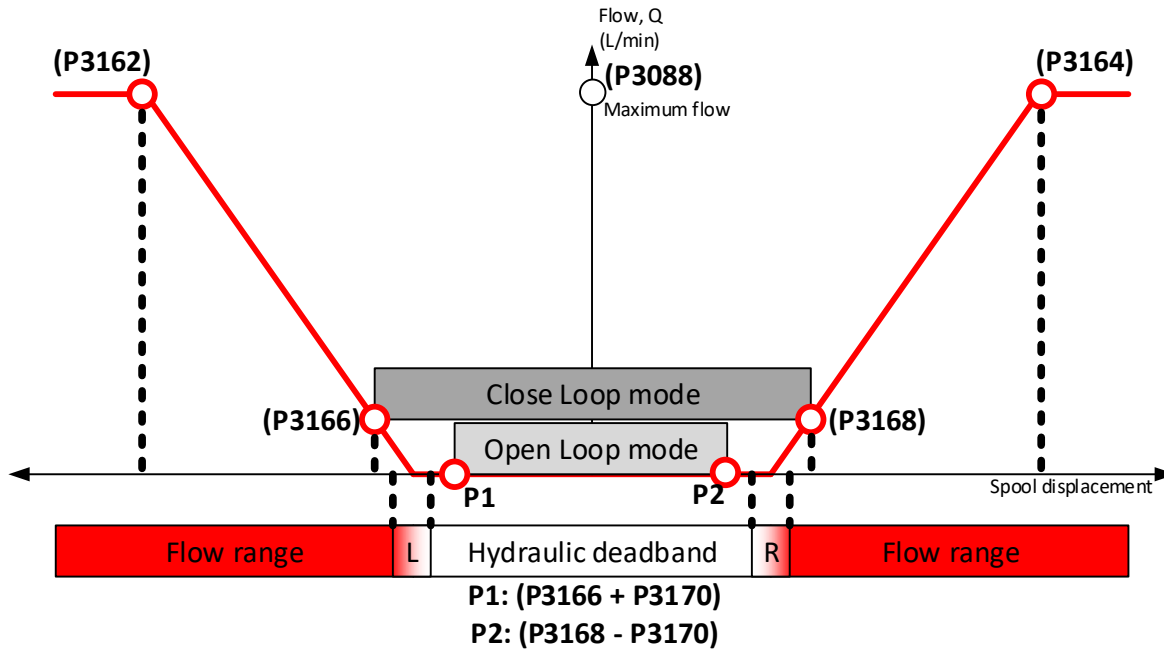 Flow, Q
(L/min)
(P3162)
(P3088)
(P3164)
Maximum flow
Close Loop mode
(P3166)
(P3168)
Open Loop mode
P1
P2
Spool displacement
Flow range
L
Hydraulic deadband
R
Flow range
P1: (P3166 + P3170)
P2: (P3168 - P3170)